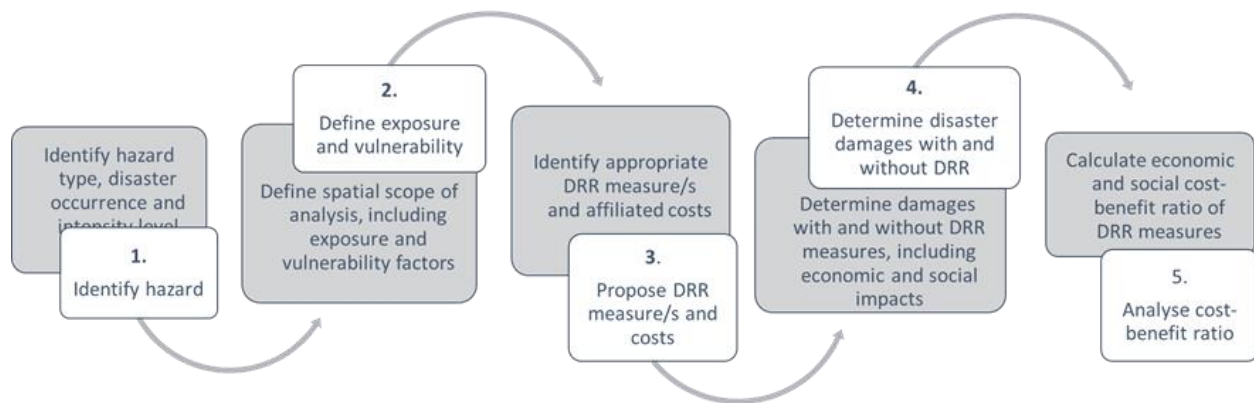 Identify hazard
type, disaster
occurrence and
intensity level
1.
Identify hazard
2.
Define exposure
and vulnerability
Define spatial scope of
analysis, including
exposure and
vulnerability factors
Identify appropriate
DRR measure/s
and affiliated costs
3.
Propose DRR
measure/s and
costs
4.
Determine disaster
damages with and
without DRR
Determine damages
with and without DRR
measures, including
economic and social
impacts
Calculate economic
and social cost-
benefit ratio of
DRR measures
5.
Analyse cost-
benefit ratio